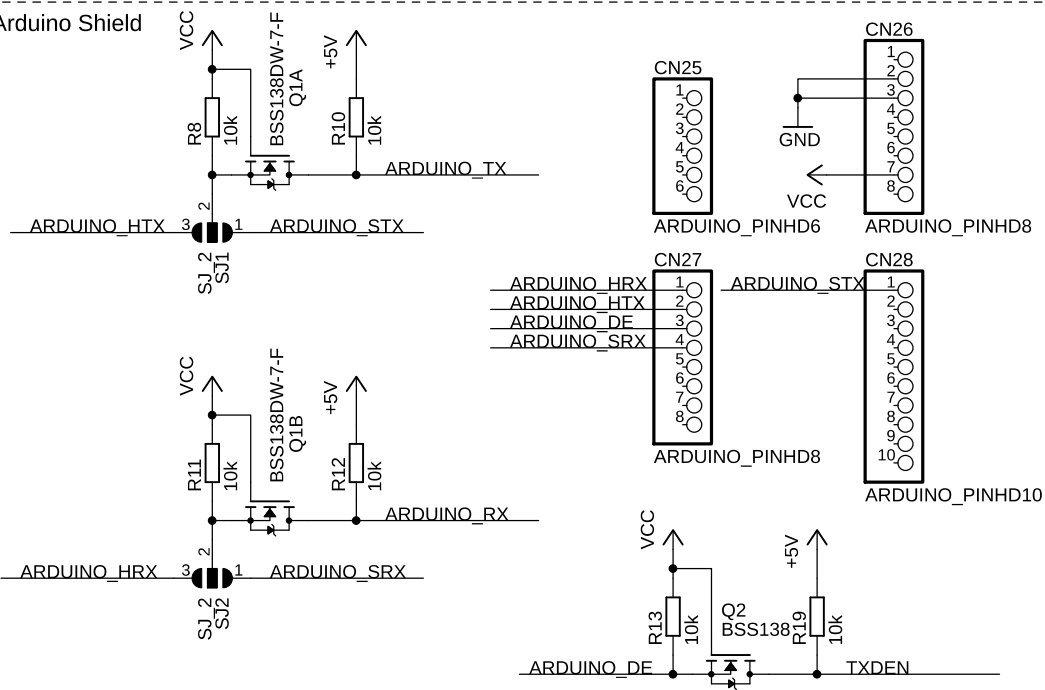 Arduino Shield
VCC
R8
10k
BSS138DW-7-F
Q1A
+5V
R10
10k
ARDUINO_TX
2
ARDUINO_HTX
3
1
ARDUINO_STX
SJ_2
SJ1
CN25
1
2
3
4
5
6
ARDUINO_PINHD6
CN26
1
2
3
4
5
6
7
8
GND
VCC
ARDUINO_PINHD8
CN27
ARDUINO_HRX
1
ARDUINO_HTX
2
ARDUINO_DE
3
ARDUINO_SRX
4
5
6
7
8
ARDUINO_PINHD8
CN28
ARDUINO_STX
1
2
3
4
5
6
7
8
9
10
ARDUINO_PINHD10
VCC
R11
10k
BSS138DW-7-F
Q1B
+5V
R12
10k
ARDUINO_RX
2
ARDUINO_HRX
3
1
ARDUINO_SRX
SJ_2
SJ2
VCC
R13
10k
Q2
BSS138
+5V
R19
10k
ARDUINO_DE
TXDEN